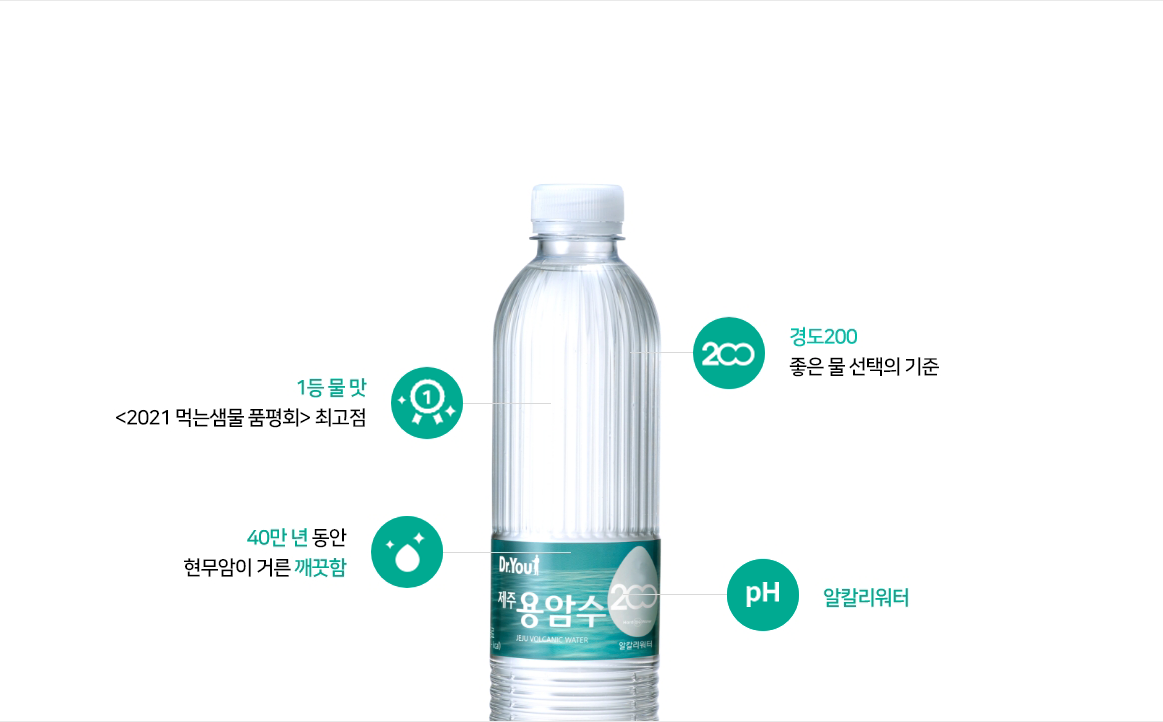 경도200
좋은 물 선택의 기준
200
1등 물 맛
<2021 먹는샘물 품평회> 최고점
1
40만 년 동안
현무암이 거른 깨끗함
Dr.You
제주 용암수
200
JEJU VOLCANIC WATER
알칼리워터
pH
알칼리워터